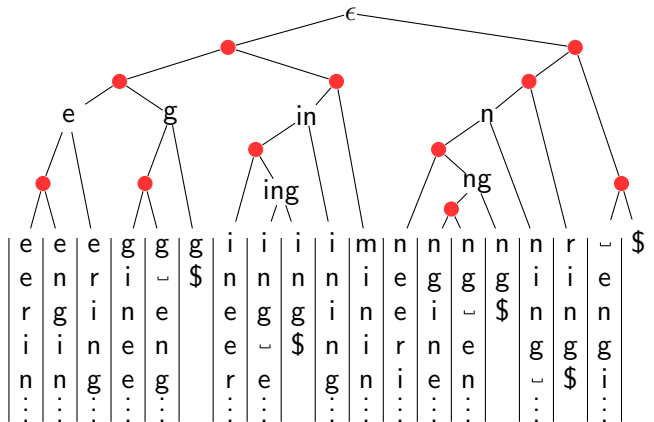 ϵ
e g in n
ing ng
e e e g g g i i i i m n n n n n r ␣ $
e n r i ␣ $ n n n n i e g g g i i e
r g i n e e g g i n e i ␣ $ n n n
i i n e n e ␣ $ n i r n e g g g
n n g e g r e g n i e n ␣ $ i
⋮ ⋮ ⋮ ⋮ ⋮ ⋮ ⋮ ⋮ ⋮ ⋮ ⋮ ⋮ ⋮ ⋮